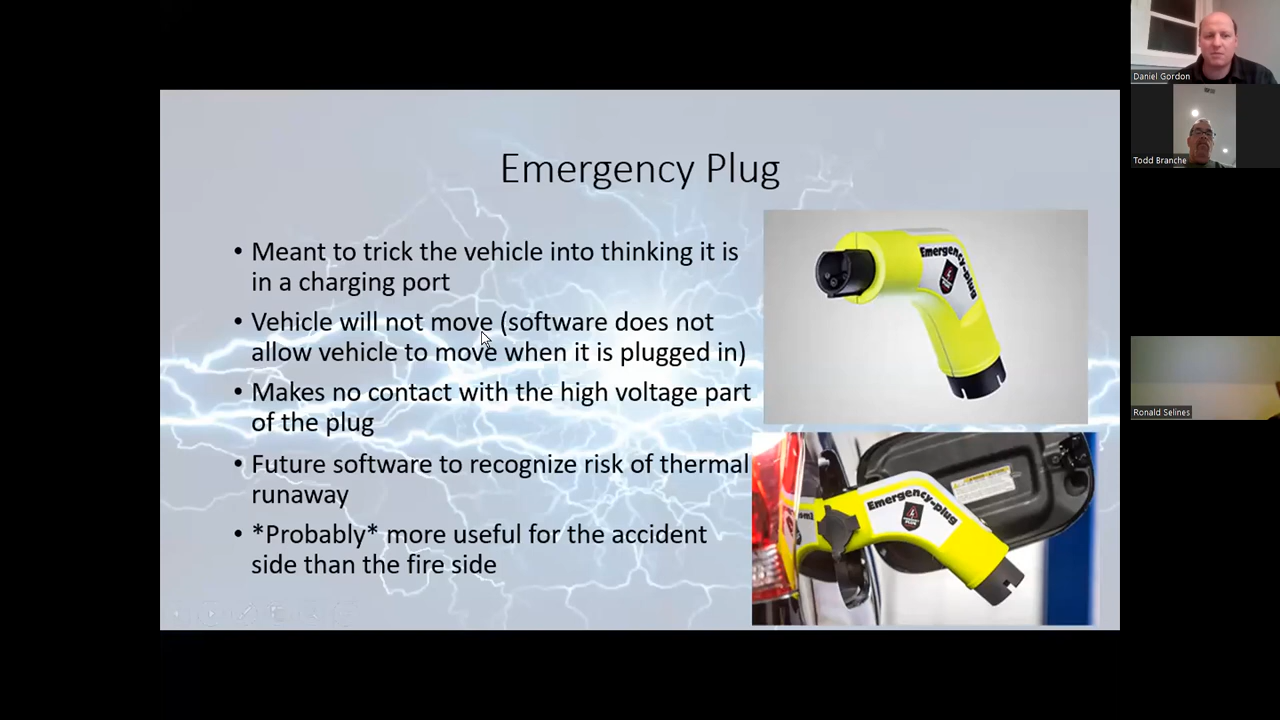 Emergency Plug
• Meant to trick the vehicle into thinking it is
in a charging port
• Vehicle will not move (software does not
allow vehicle to move when it is plugged in)
• Makes no contact with the high voltage part
of the plug
• Future software to recognize risk of thermal
runaway
• *Probably* more useful for the accident
side than the fire side
Emergency-plug
Emergency-plug
Daniel Gordon
Todd Branche
Ronald Selines